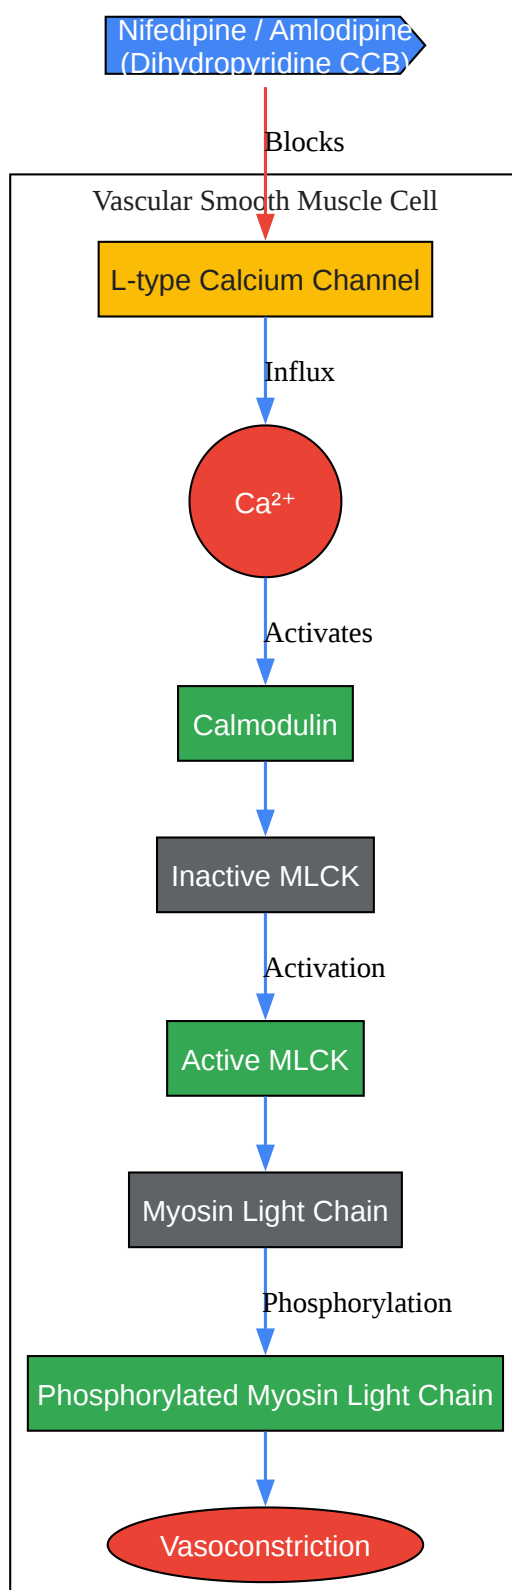 Nifedipine / Amlodipine
(Dihydropyridine CCB)
Blocks
Vascular Smooth Muscle Cell
L-type Calcium Channel
Influx
Ca²⁺
Activates
Calmodulin
Inactive MLCK
Activation
Active MLCK
Myosin Light Chain
Phosphorylation
Phosphorylated Myosin Light Chain
Vasoconstriction